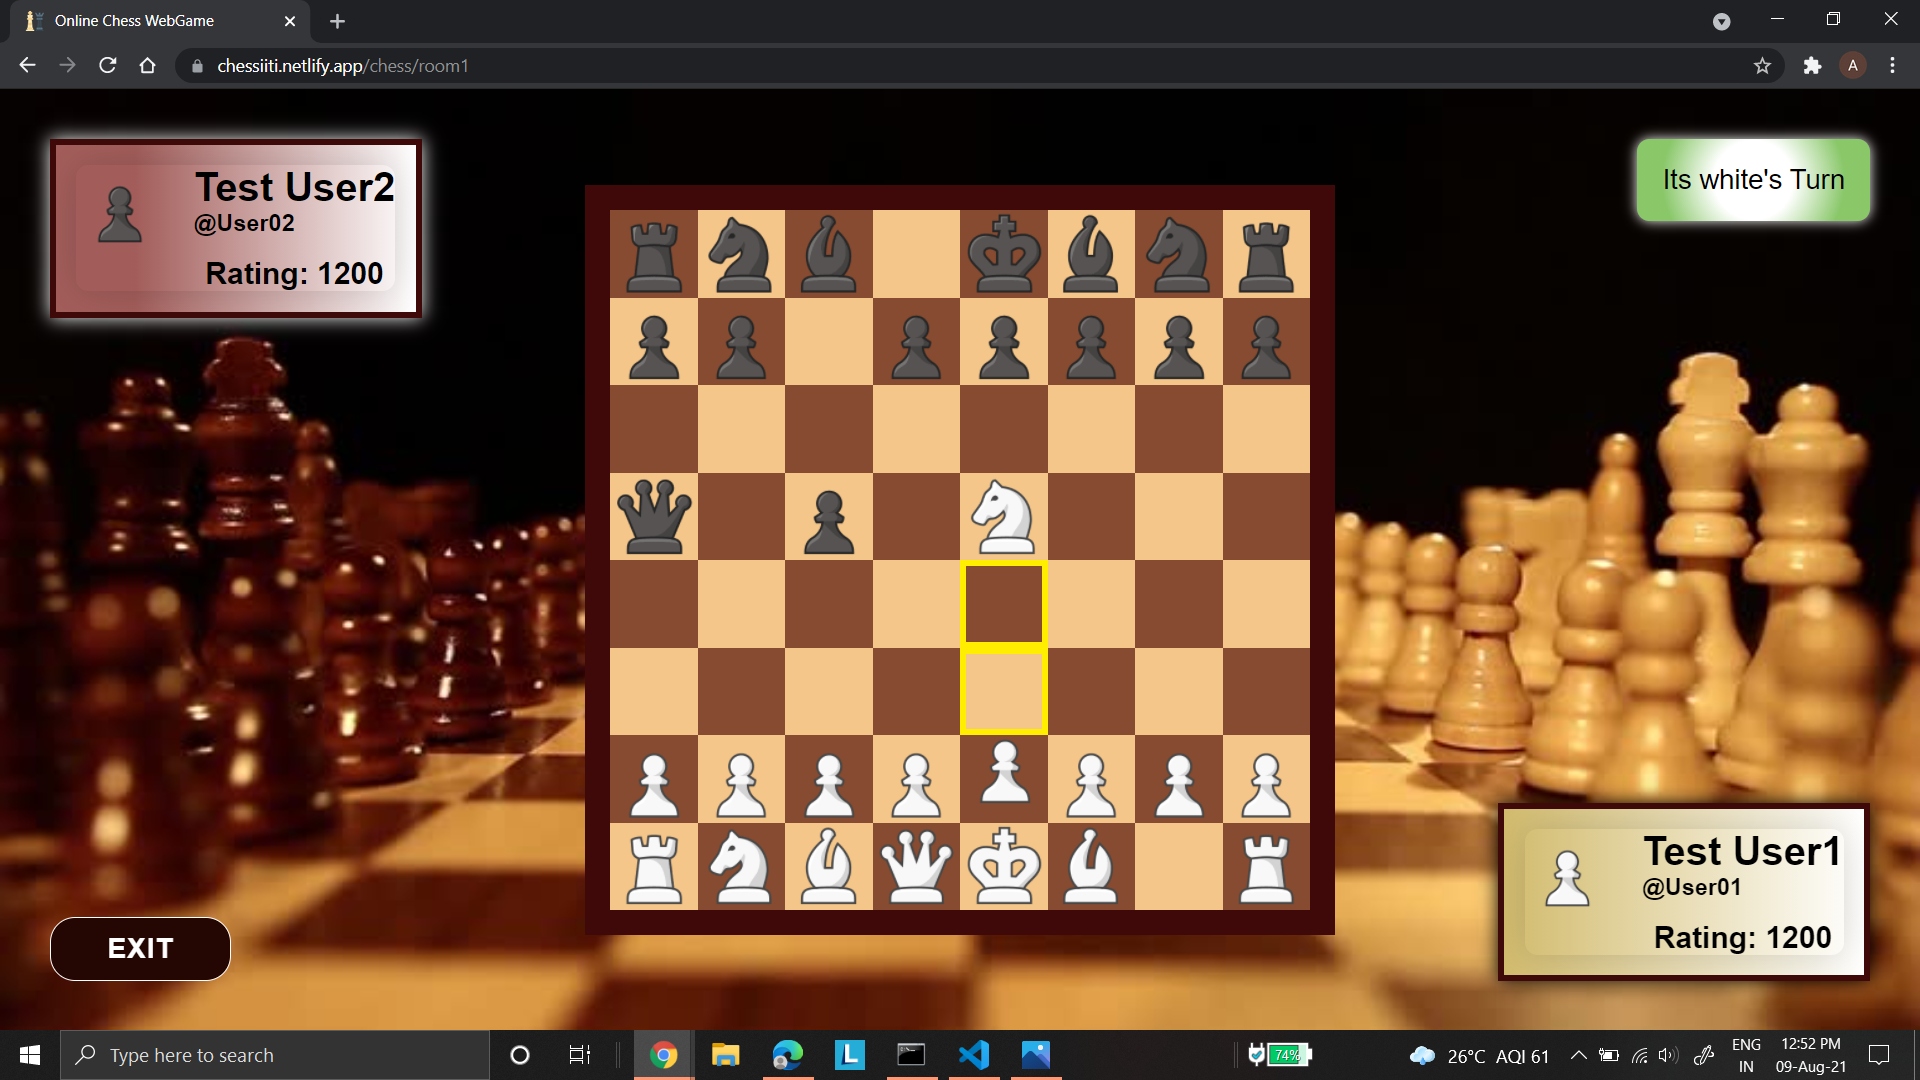 Online Chess WebGame
chessiiti.netlify.app/chess/room1
A
Test User2
@User02
Rating: 1200
Its white's Turn
Test User1
@User01
Rating: 1200
EXIT
Type here to search
L
74%
26°C AQI 61
ENG
IN
12:52 PM
09-Aug-21